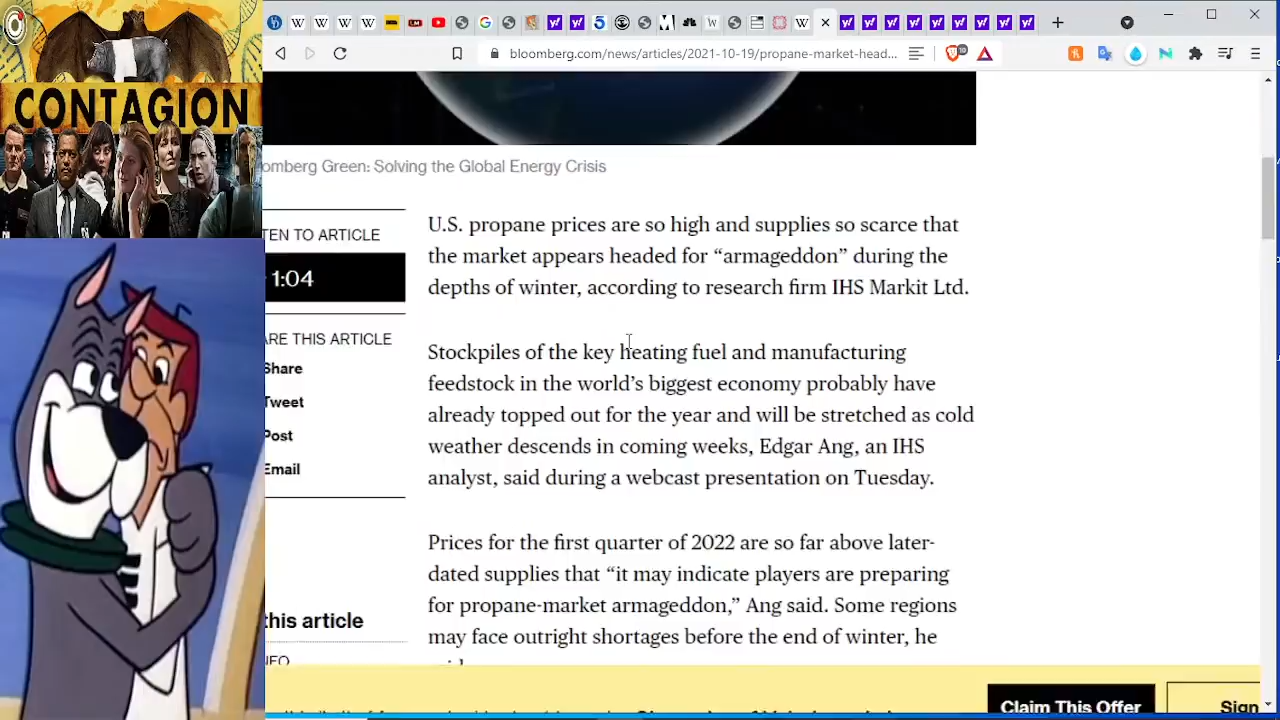 CONTAGION
bloomberg.com/news/articles/2021-10-19/propane-market-head...
omberg Green: Solving the Global Energy Crisis
TEN TO ARTICLE
1:04
ARE THIS ARTICLE
Share
Tweet
Post
Email
this article
U.S. propane prices are so high and supplies so scarce that
the market appears headed for “armageddon” during the
depths of winter, according to research firm IHS Markit Ltd.
Stockpiles of the key heating fuel and manufacturing
feedstock in the world’s biggest economy probably have
already topped out for the year and will be stretched as cold
weather descends in coming weeks, Edgar Ang, an IHS
analyst, said during a webcast presentation on Tuesday.
Prices for the first quarter of 2022 are so far above later-
dated supplies that “it may indicate players are preparing
for propane-market armageddon,” Ang said. Some regions
may face outright shortages before the end of winter, he
Claim This Offer
Sign